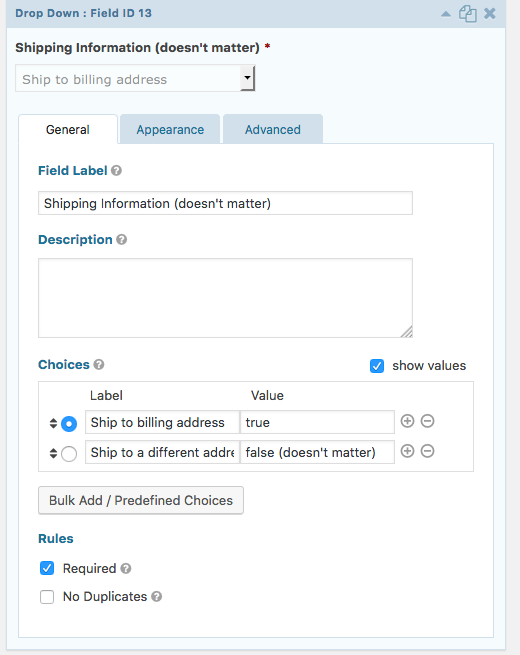 Drop Down : Field ID 13
Shipping Information (doesn't matter) *
Ship to billing address
General Appearance Advanced
Field Label
Shipping Information (doesn't matter)
Description
Choices show values
Label Value
Ship to billing address true
Ship to a different addre false (doesn't matter)
Bulk Add / Predefined Choices
Rules
Required
No Duplicates